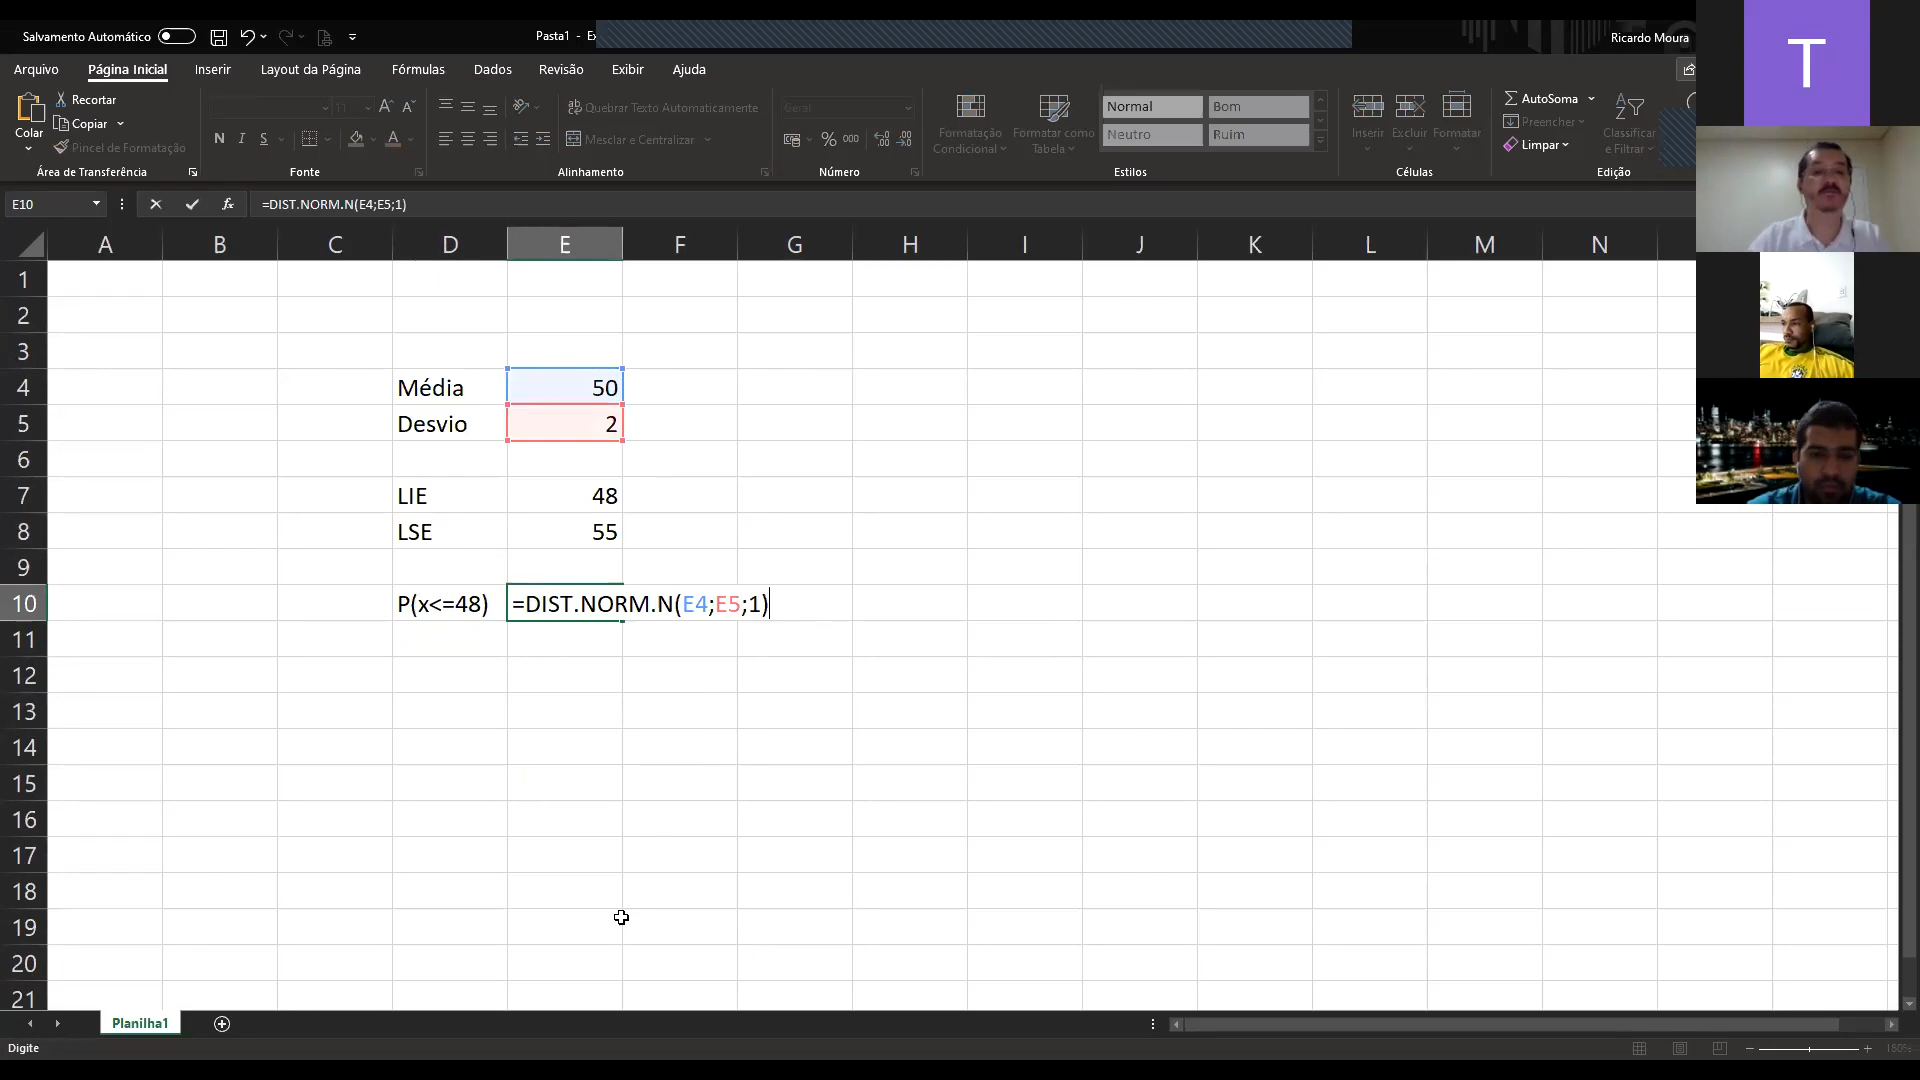 Salvamento Automático
Pasta1 - Ex
Ricardo Moura
Arquivo Página Inicial Inserir Layout da Página Fórmulas Dados Revisão Exibir Ajuda
Colar
Recortar
Copiar
Pincel de Formatação
Área de Transferência
11
N I S
A A
Fonte
Quebrar Texto Automaticamente
Mesclar e Centralizar
Alinhamento
Geral
% 000
Número
Formatação Condicional
Formatar como Tabela
Normal Bom
Neutro Ruim
Estilos
Inserir Excluir Formatar
Células
AutoSoma
Preencher
Limpar
Classificar e Filtrar
Edição
E10 fx =DIST.NORM.N(E4;E5;1)
A B C D E F G H I J K L M N
1
2
3
4 Média 50
5 Desvio 2
6
7 LIE 48
8 LSE 55
9
10 P(x<=48) =DIST.NORM.N(E4;E5;1)
11
12
13
14
15
16
17
18
19
20
21
Planilha1
Digite
180%
T